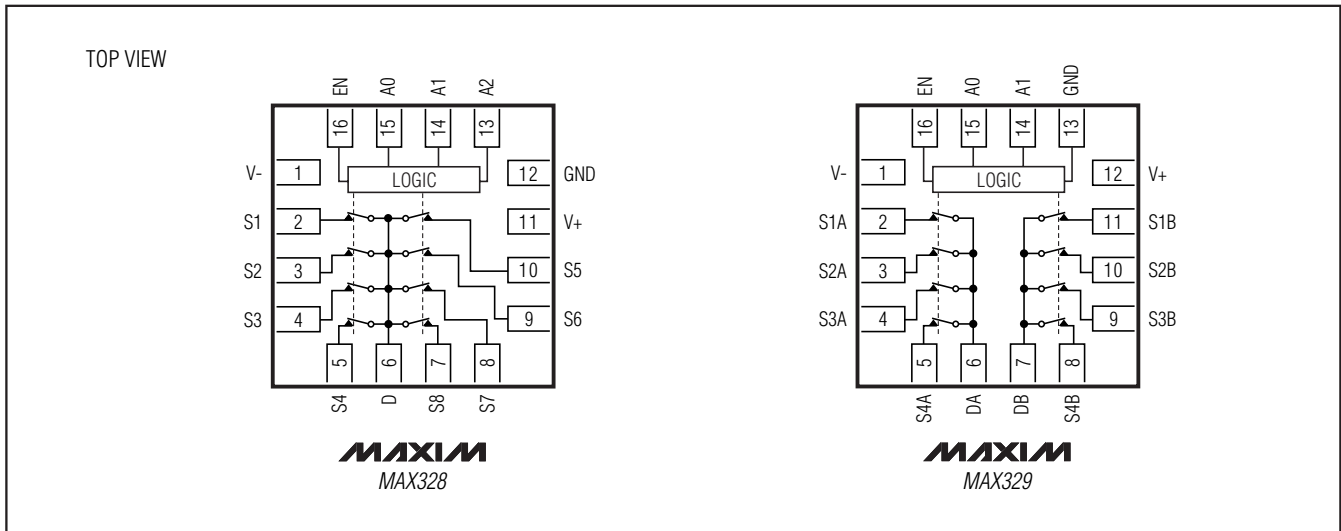 TOP VIEW
EN A0 A1 A2
16 15 14 13
V- 1 LOGIC 12 GND
S1 2 11 V+
S2 3 10 S5
S3 4 9 S6
5 6 7 8
S4 D S8 S7
MAXIM
MAX328
EN A0 A1 GND
16 15 14 13
V- 1 LOGIC 12 V+
S1A 2 11 S1B
S2A 3 10 S2B
S3A 4 9 S3B
5 6 7 8
S4A DA DB S4B
MAXIM
MAX329